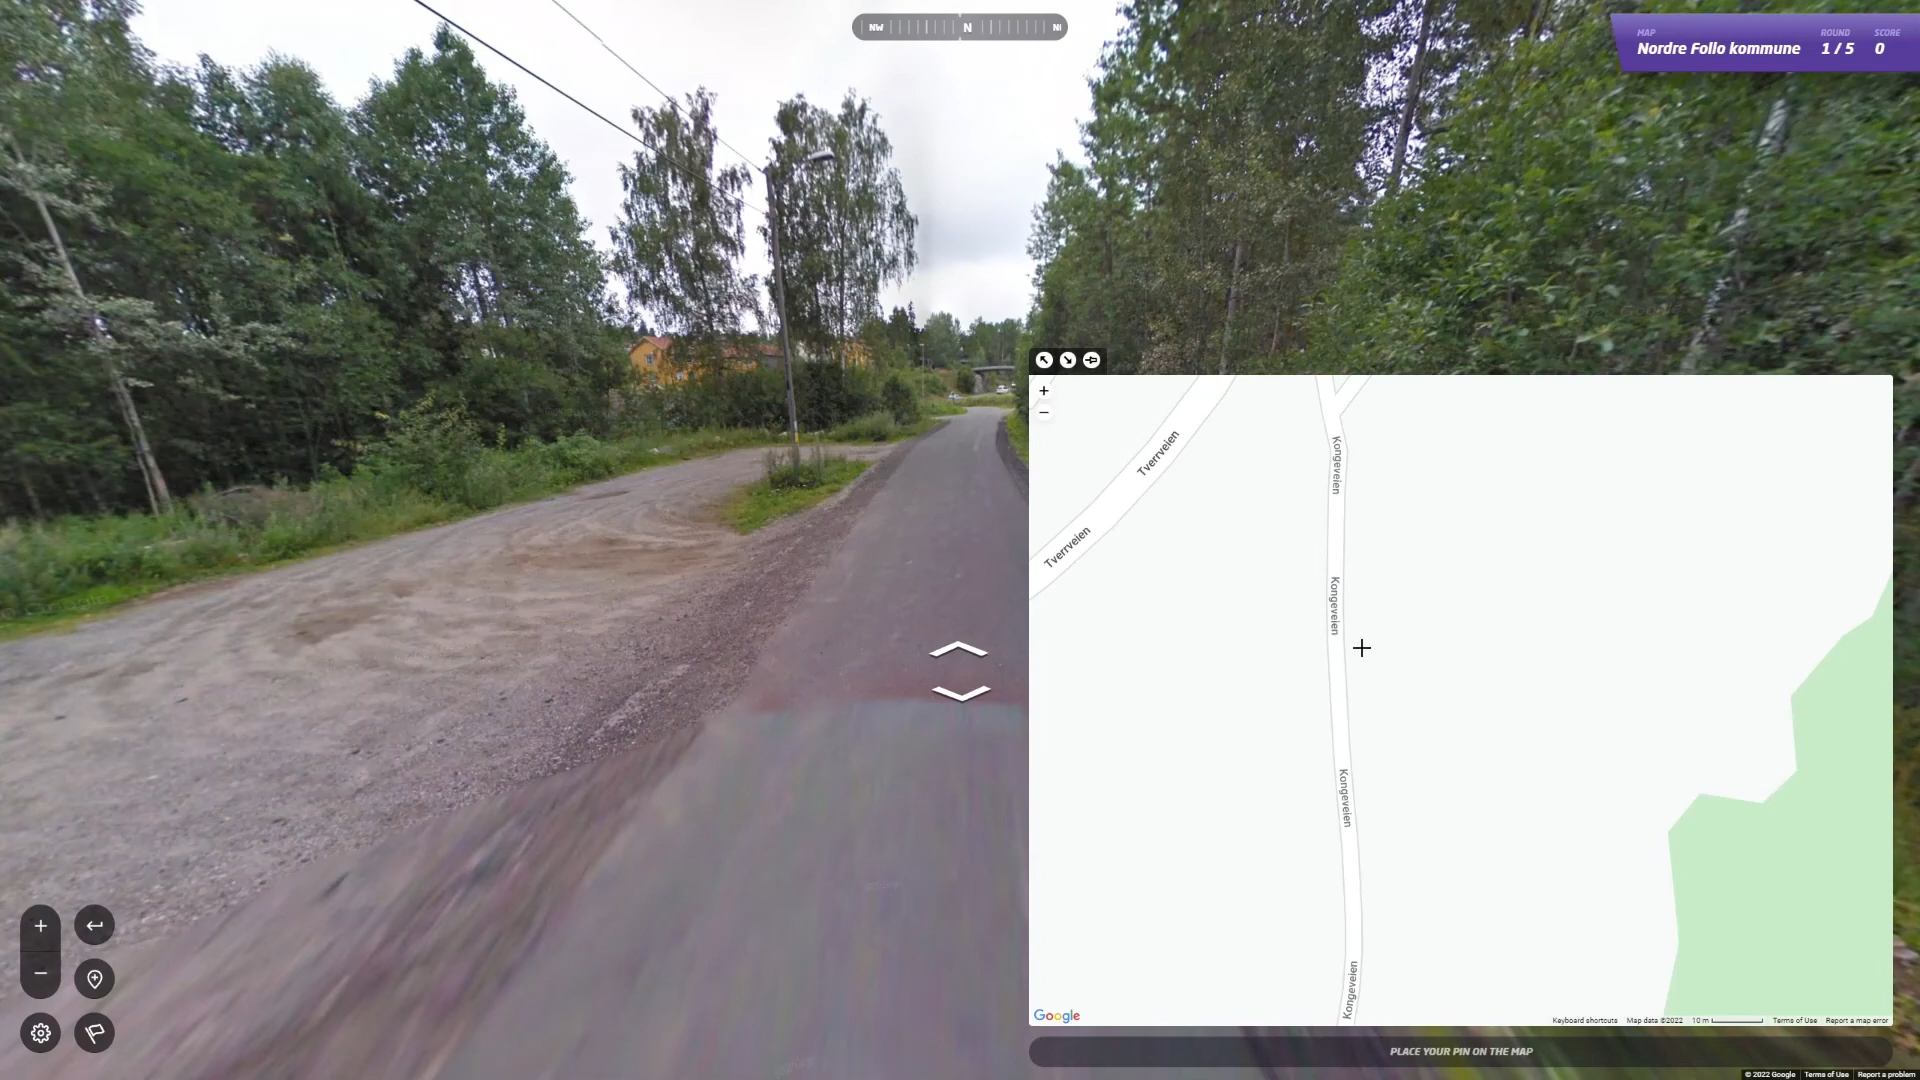 NW
N
MAP
Nordre Follo kommune
ROUND
1 / 5
SCORE
0
Tverrveien
Tverrveien
Kongeveien
Kongeveien
Kongeveien
Kongeveien
Google
Keyboard shortcuts
Map data ©2022
10 m
Terms of Use
Report a map error
PLACE YOUR PIN ON THE MAP
© 2022 Google
Terms of Use
Report a problem